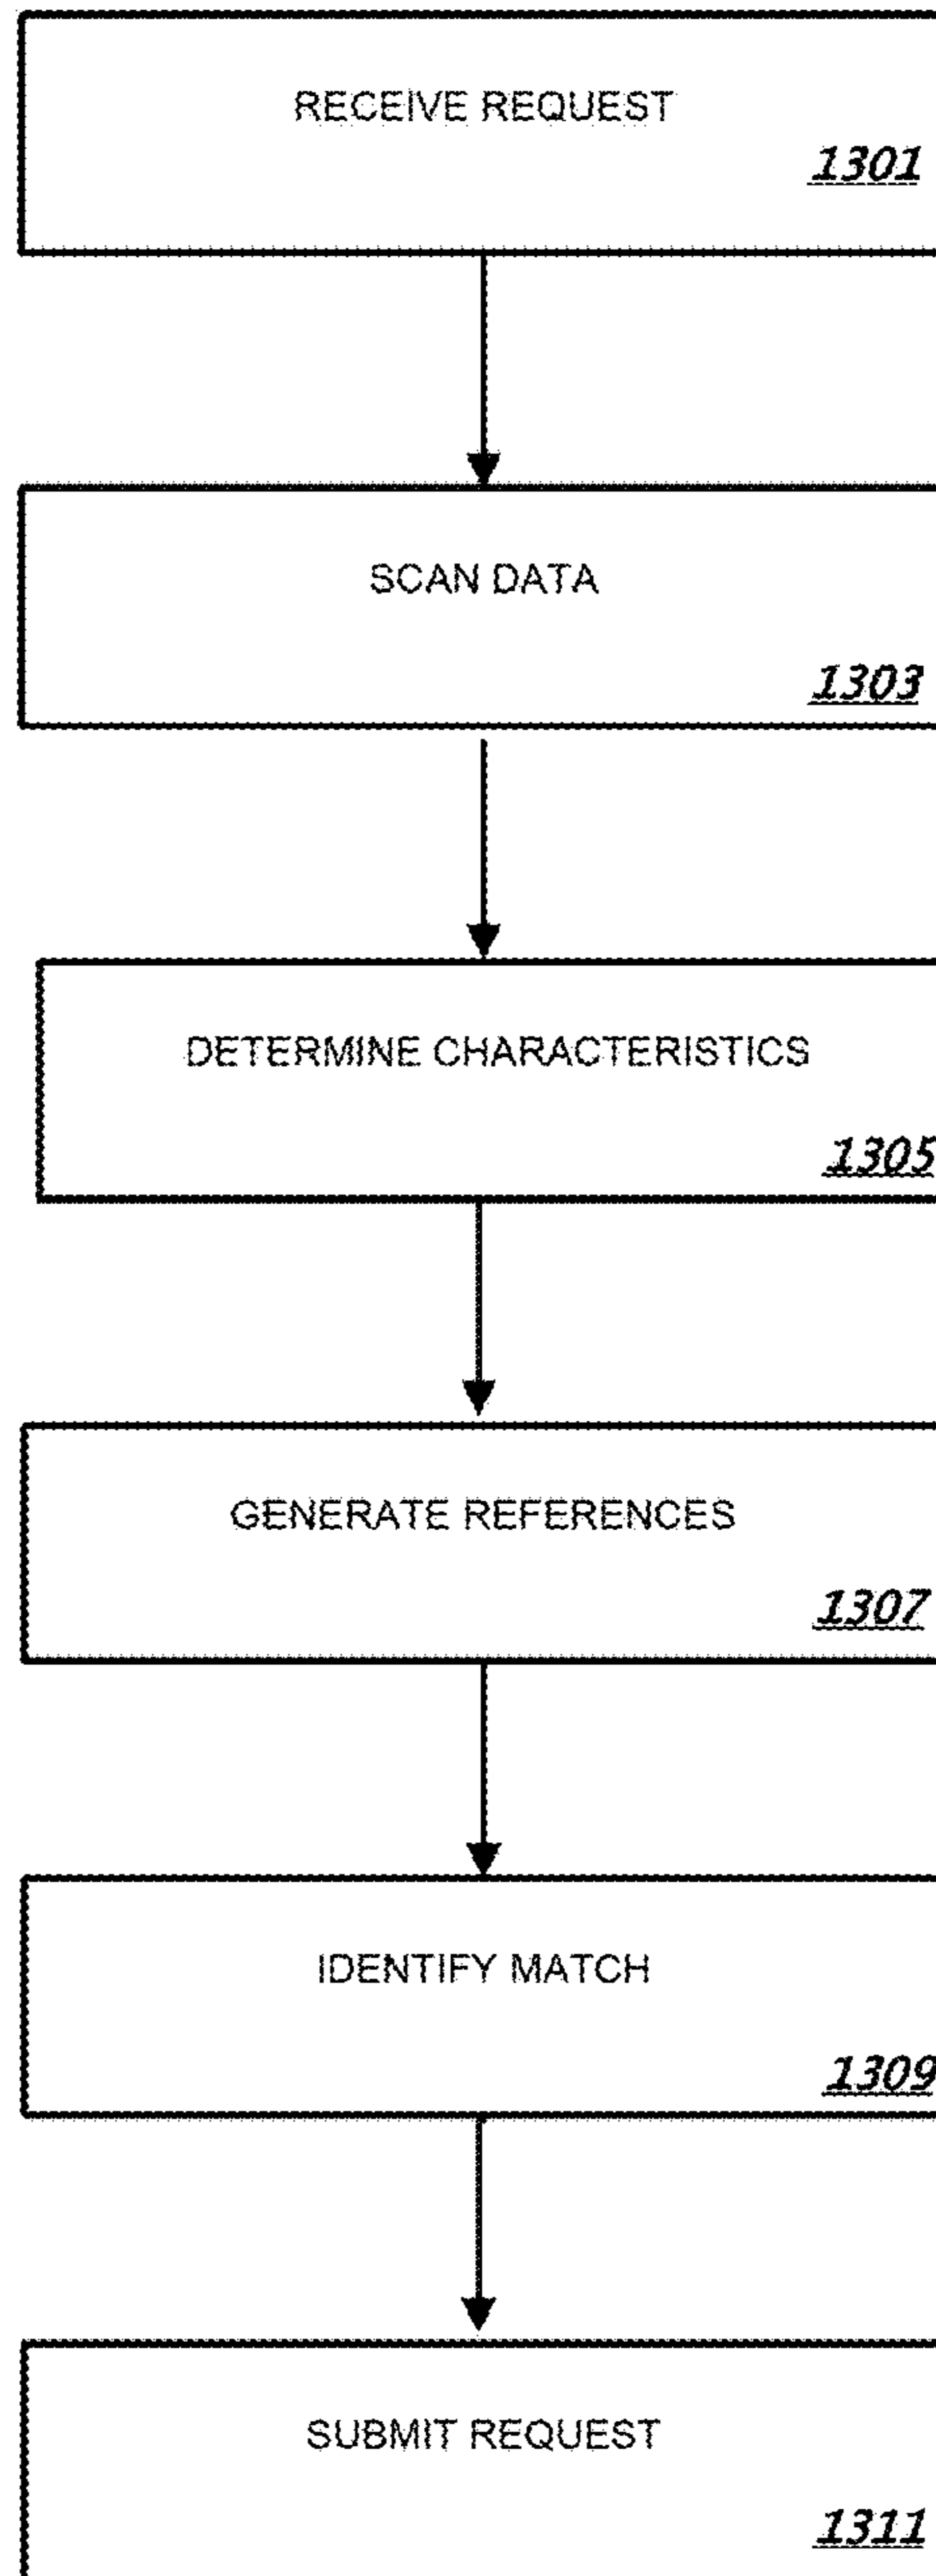 RECEIVE REQUEST
1301
SCAN DATA
1303
DETERMINE CHARACTERISTICS
1305
GENERATE REFERENCES
1307
IDENTIFY MATCH
1309
SUBMIT REQUEST
1311